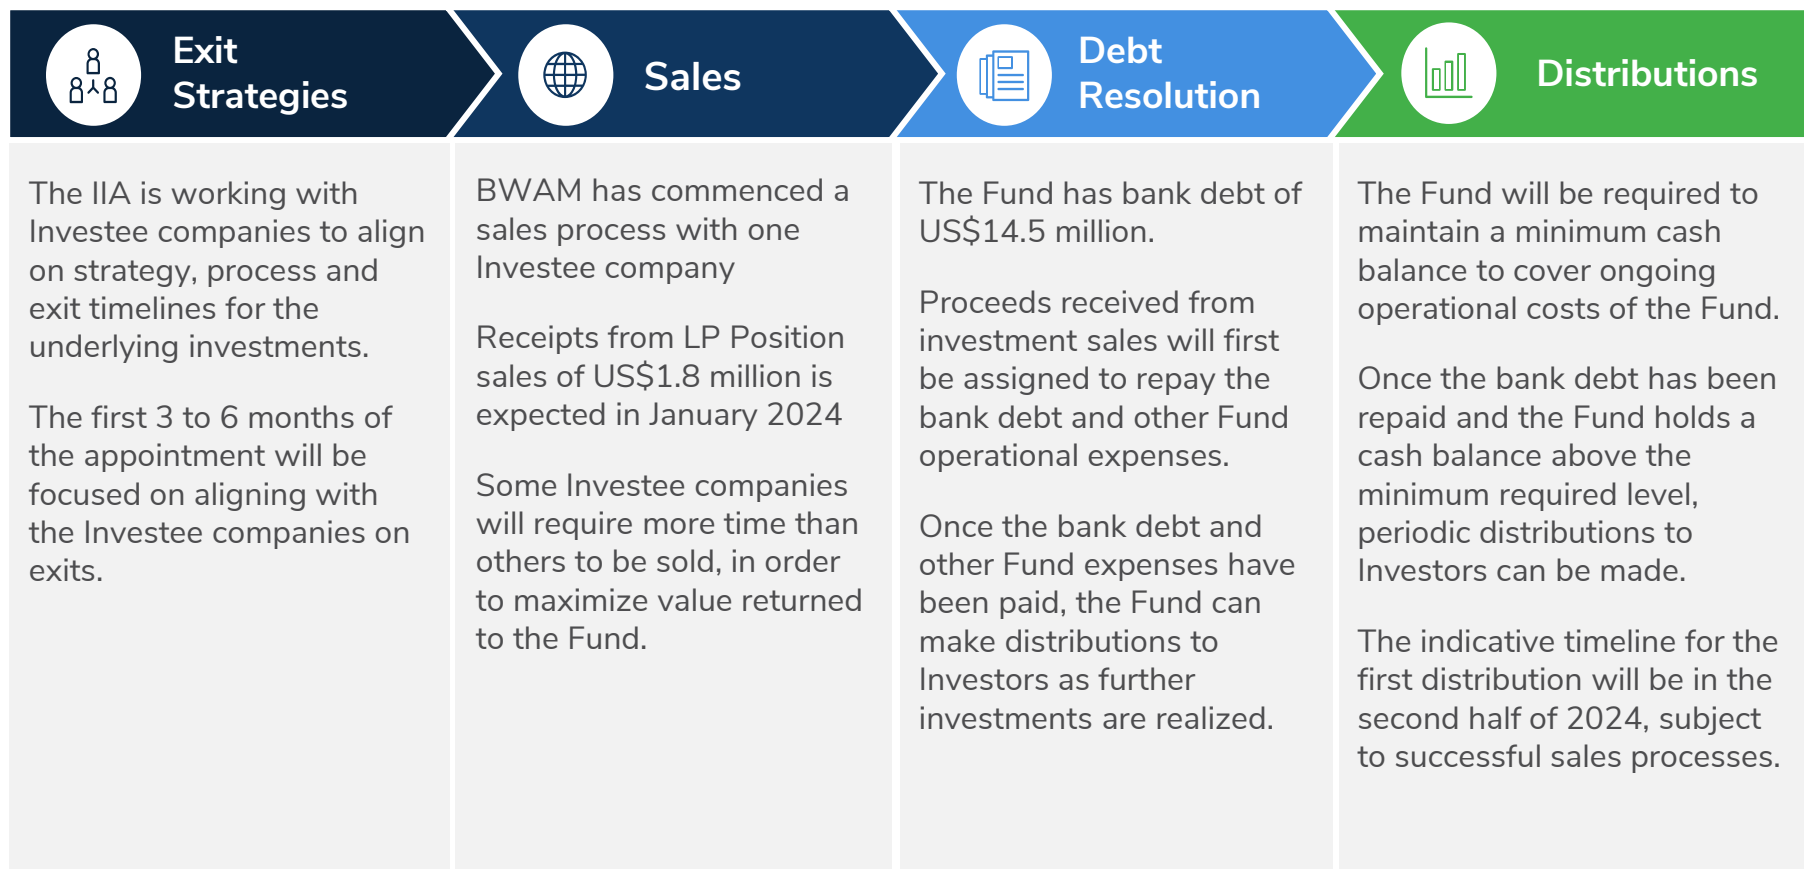 Exit
Strategies
The IIA is working with
Investee companies to align
on strategy, process and
exit timelines for the
underlying investments.
The first 3 to 6 months of
the appointment will be
focused on aligning with
the Investee companies on
exits.
Sales
BWAM has commenced a
sales process with one
Investee company
Receipts from LP Position
sales of US$1.8 million is
expected in January 2024
Some Investee companies
will require more time than
others to be sold, in order
to maximize value returned
to the Fund.
Debt
Resolution
The Fund has bank debt of
US$14.5 million.
Proceeds received from
investment sales will first
be assigned to repay the
bank debt and other Fund
operational expenses.
Once the bank debt and
other Fund expenses have
been paid, the Fund can
make distributions to
Investors as further
investments are realized.
Distributions
The Fund will be required to
maintain a minimum cash
balance to cover ongoing
operational costs of the Fund.
Once the bank debt has been
repaid and the Fund holds a
cash balance above the
minimum required level,
periodic distributions to
Investors can be made.
The indicative timeline for the
first distribution will be in the
second half of 2024, subject
to successful sales processes.